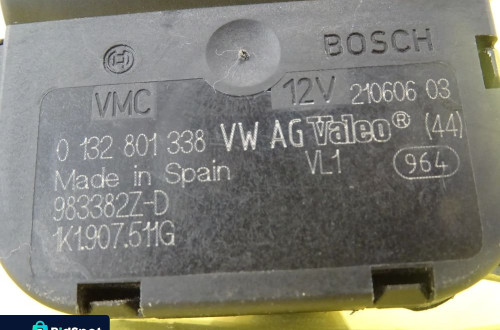 BOSCH
VMC 12V 210606 03
0 132 801 338 VW AG Valeo® (44)
Made in Spain VL1 964
983382Z-D
1K1.907.511G
BidSpot